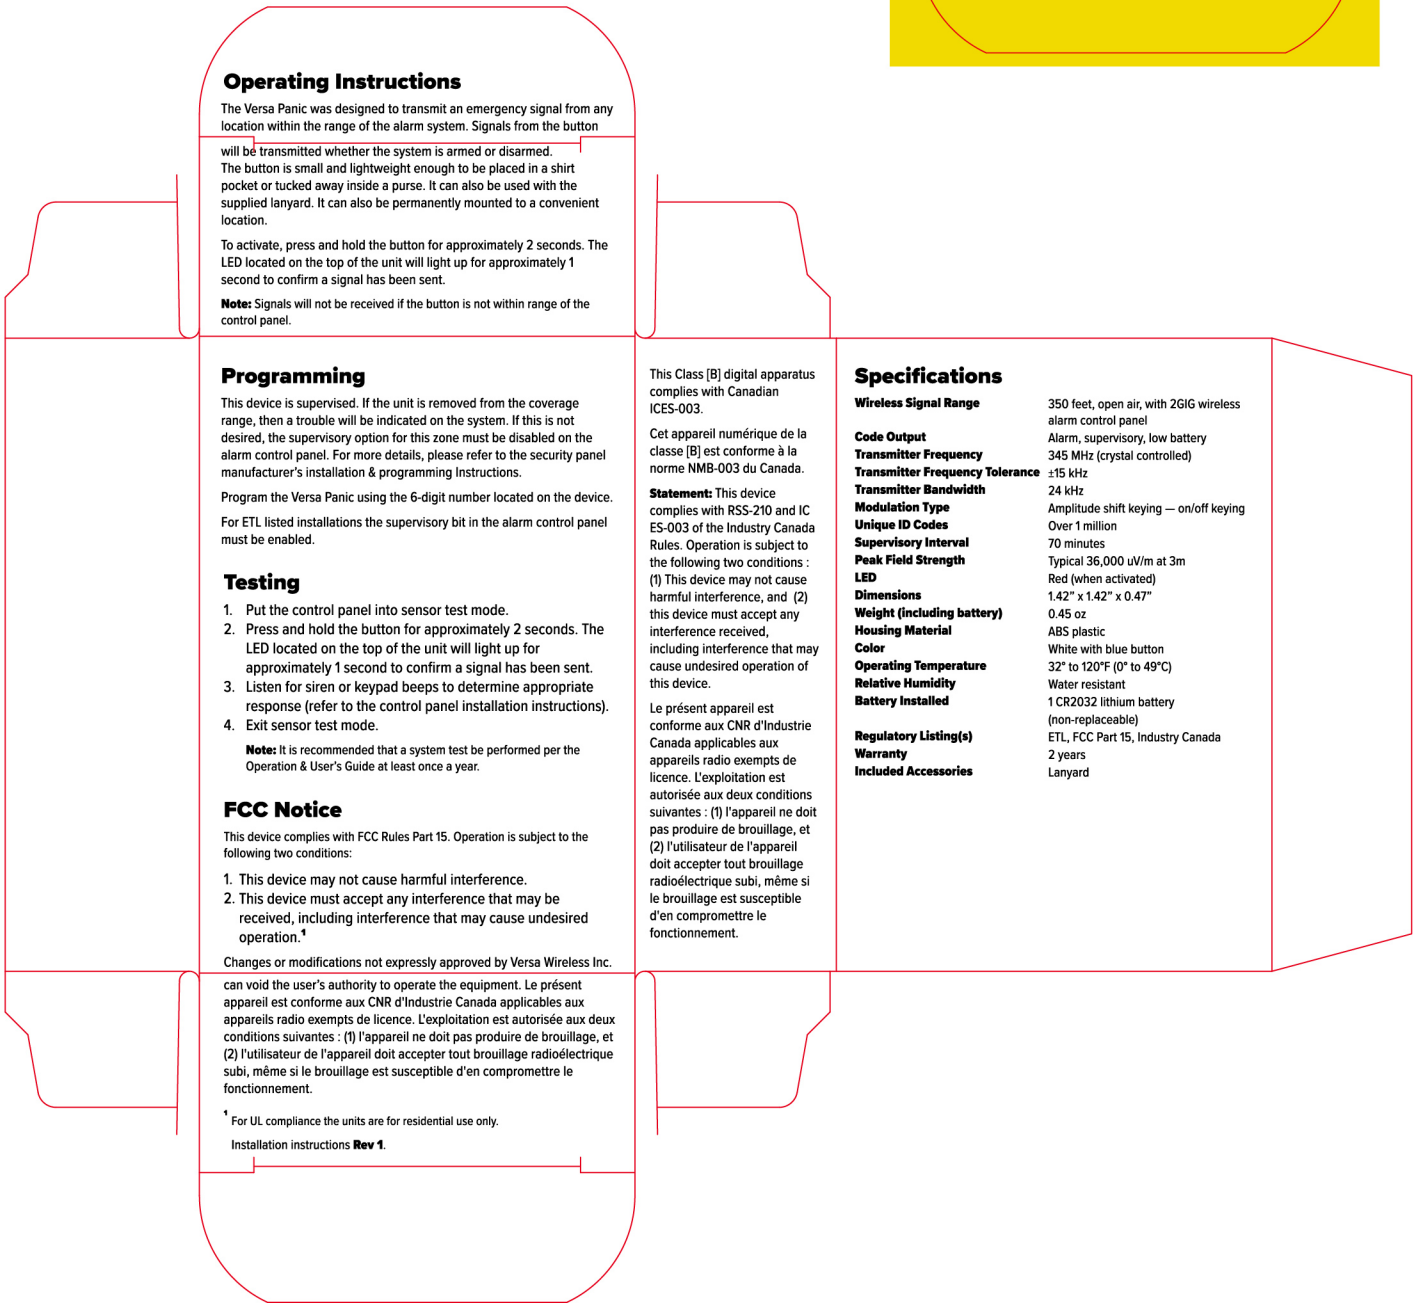 Operating Instructions
The Versa Panic was designed to transmit an emergency signal from any
location within the range of the alarm system. Signals from the button
will be transmitted whether the system is armed or disarmed.
The button is small and lightweight enough to be placed in a shirt
pocket or tucked away inside a purse. It can also be used with the
supplied lanyard. It can also be permanently mounted to a convenient
location.
To activate, press and hold the button for approximately 2 seconds. The
LED located on the top of the unit will light up for approximately 1
second to confirm a signal has been sent.
Note: Signals will not be received if the button is not within range of the
control panel.
Programming
This device is supervised. If the unit is removed from the coverage
range, then a trouble will be indicated on the system. If this is not
desired, the supervisory option for this zone must be disabled on the
alarm control panel. For more details, please refer to the security panel
manufacturer's installation & programming Instructions.
Program the Versa Panic using the 6-digit number located on the device.
For ETL listed installations the supervisory bit in the alarm control panel
must be enabled.
Testing
1. Put the control panel into sensor test mode.
2. Press and hold the button for approximately 2 seconds. The
LED located on the top of the unit will light up for
approximately 1 second to confirm a signal has been sent.
3. Listen for siren or keypad beeps to determine appropriate
response (refer to the control panel installation instructions).
4. Exit sensor test mode.
Note: It is recommended that a system test be performed per the
Operation & User's Guide at least once a year.
FCC Notice
This device complies with FCC Rules Part 15. Operation is subject to the
following two conditions:
1. This device may not cause harmful interference.
2. This device must accept any interference that may be
received, including interference that may cause undesired
operation.¹
Changes or modifications not expressly approved by Versa Wireless Inc.
can void the user's authority to operate the equipment. Le présent
appareil est conforme aux CNR d'Industrie Canada applicables aux
appareils radio exempts de licence. L'exploitation est autorisée aux deux
conditions suivantes : (1) l'appareil ne doit pas produire de brouillage, et
(2) l'utilisateur de l'appareil doit accepter tout brouillage radioélectrique
subi, même si le brouillage est susceptible d'en compromettre le
fonctionnement.
¹ For UL compliance the units are for residential use only.
Installation instructions Rev 1.
This Class [B] digital apparatus
complies with Canadian
ICES-003.
Cet appareil numérique de la
classe [B] est conforme à la
norme NMB-003 du Canada.
Statement: This device
complies with RSS-210 and IC
ES-003 of the Industry Canada
Rules. Operation is subject to
the following two conditions :
(1) This device may not cause
harmful interference, and (2)
this device must accept any
interference received,
including interference that may
cause undesired operation of
this device.
Le présent appareil est
conforme aux CNR d'Industrie
Canada applicables aux
appareils radio exempts de
licence. L'exploitation est
autorisée aux deux conditions
suivantes : (1) l'appareil ne doit
pas produire de brouillage, et
(2) l'utilisateur de l'appareil
doit accepter tout brouillage
radioélectrique subi, même si
le brouillage est susceptible
d'en compromettre le
fonctionnement.
Specifications
Wireless Signal Range 350 feet, open air, with 2GIG wireless
alarm control panel
Code Output Alarm, supervisory, low battery
Transmitter Frequency 345 MHz (crystal controlled)
Transmitter Frequency Tolerance ±15 kHz
Transmitter Bandwidth 24 kHz
Modulation Type Amplitude shift keying — on/off keying
Unique ID Codes Over 1 million
Supervisory Interval 70 minutes
Peak Field Strength Typical 36,000 uV/m at 3m
LED Red (when activated)
Dimensions 1.42” x 1.42” x 0.47”
Weight (including battery) 0.45 oz
Housing Material ABS plastic
Color White with blue button
Operating Temperature 32° to 120°F (0° to 49°C)
Relative Humidity Water resistant
Battery Installed 1 CR2032 lithium battery
(non-replaceable)
Regulatory Listing(s) ETL, FCC Part 15, Industry Canada
Warranty 2 years
Included Accessories Lanyard